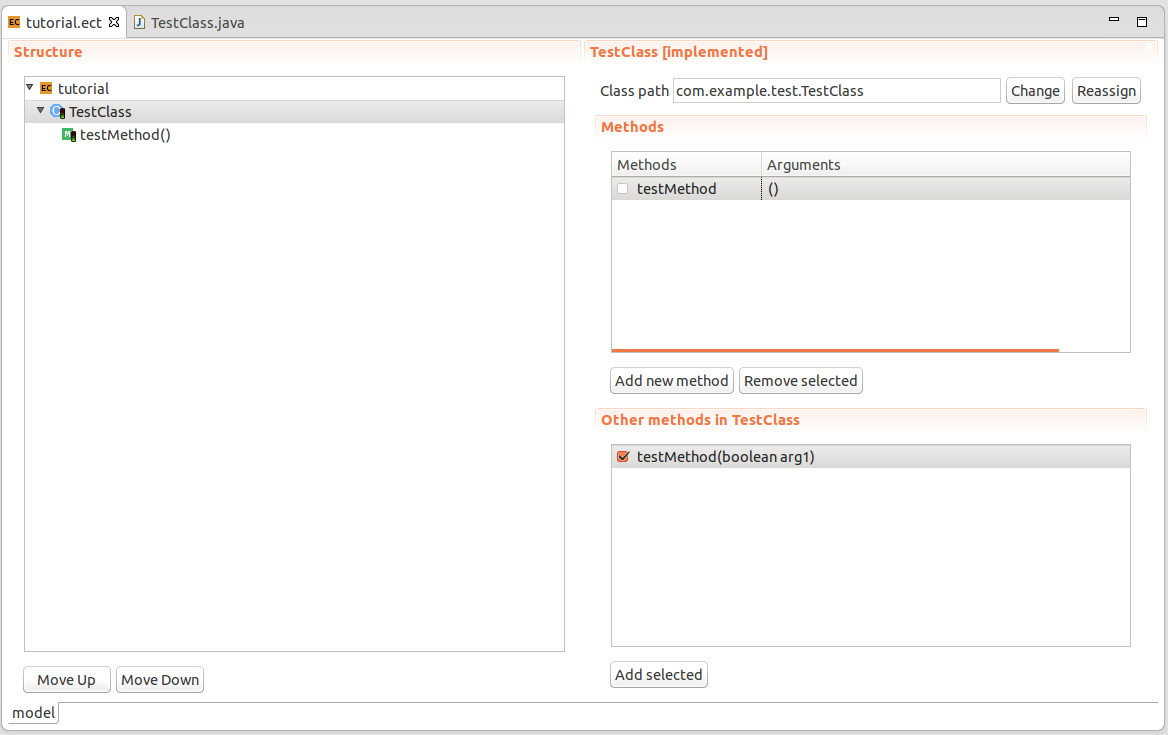 EC tutorial.ect J TestClass.java
Structure
EC tutorial
C TestClass
M testMethod()
Move Up Move Down
TestClass [implemented]
Class path com.example.test.TestClass Change Reassign
Methods
Methods Arguments
testMethod ()
Add new method Remove selected
Other methods in TestClass
testMethod(boolean arg1)
Add selected
model